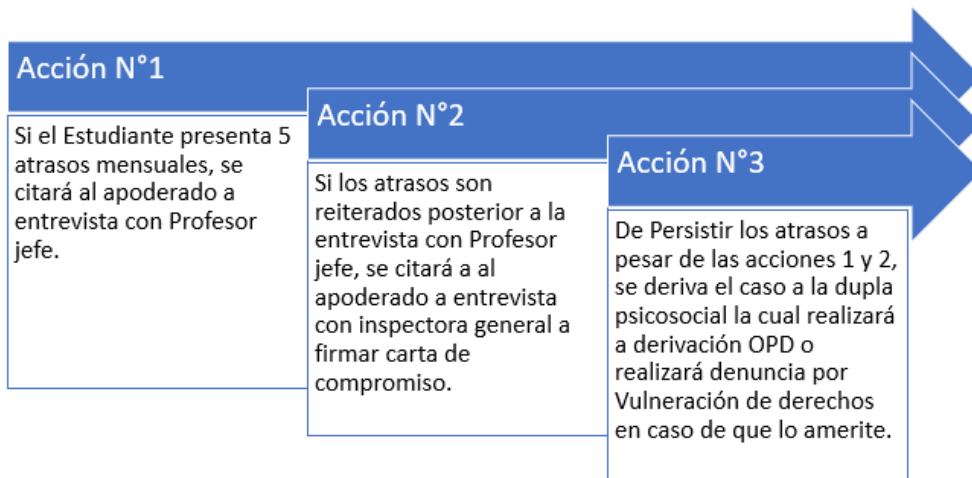 Acción N°1
Si el Estudiante presenta 5
atrasos mensuales, se
citará al apoderado a
entrevista con Profesor
jefe.
Acción N°2
Si los atrasos son
reiterados posterior a la
entrevista con Profesor
jefe, se citará a al
apoderado a entrevista
con inspectora general a
firmar carta de
compromiso.
Acción N°3
De Persistir los atrasos a
pesar de las acciones 1 y 2,
se deriva el caso a la dupla
psicosocial la cual realizará
a derivación OPD o
realizará denuncia por
Vulneración de derechos
en caso de que lo amerite.